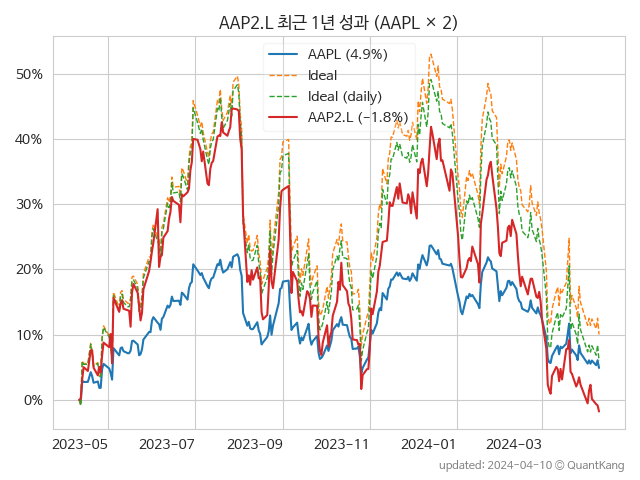 AAP2.L 최근 1년 성과 (AAPL × 2)
AAPL (4.9%)
Ideal
Ideal (daily)
AAP2.L (−1.8%)
50%
40%
30%
20%
10%
0%
2023-05 2023-07 2023-09 2023-11 2024-01 2024-03
updated: 2024-04-10 © QuantKang